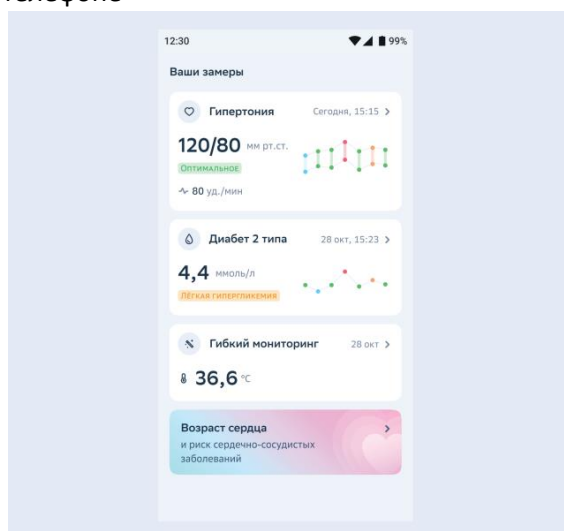 телефоне
12:30 99%
Ваши замеры
Гипертония Сегодня, 15:15
120/80 мм рт.ст.
Оптимальное
80 уд./мин
Диабет 2 типа 28 окт, 15:23
4,4 ммоль/л
Лёгкая гипергликемия
Гибкий мониторинг 28 окт
36,6 °C
Возраст сердца
и риск сердечно-сосудистых
заболеваний